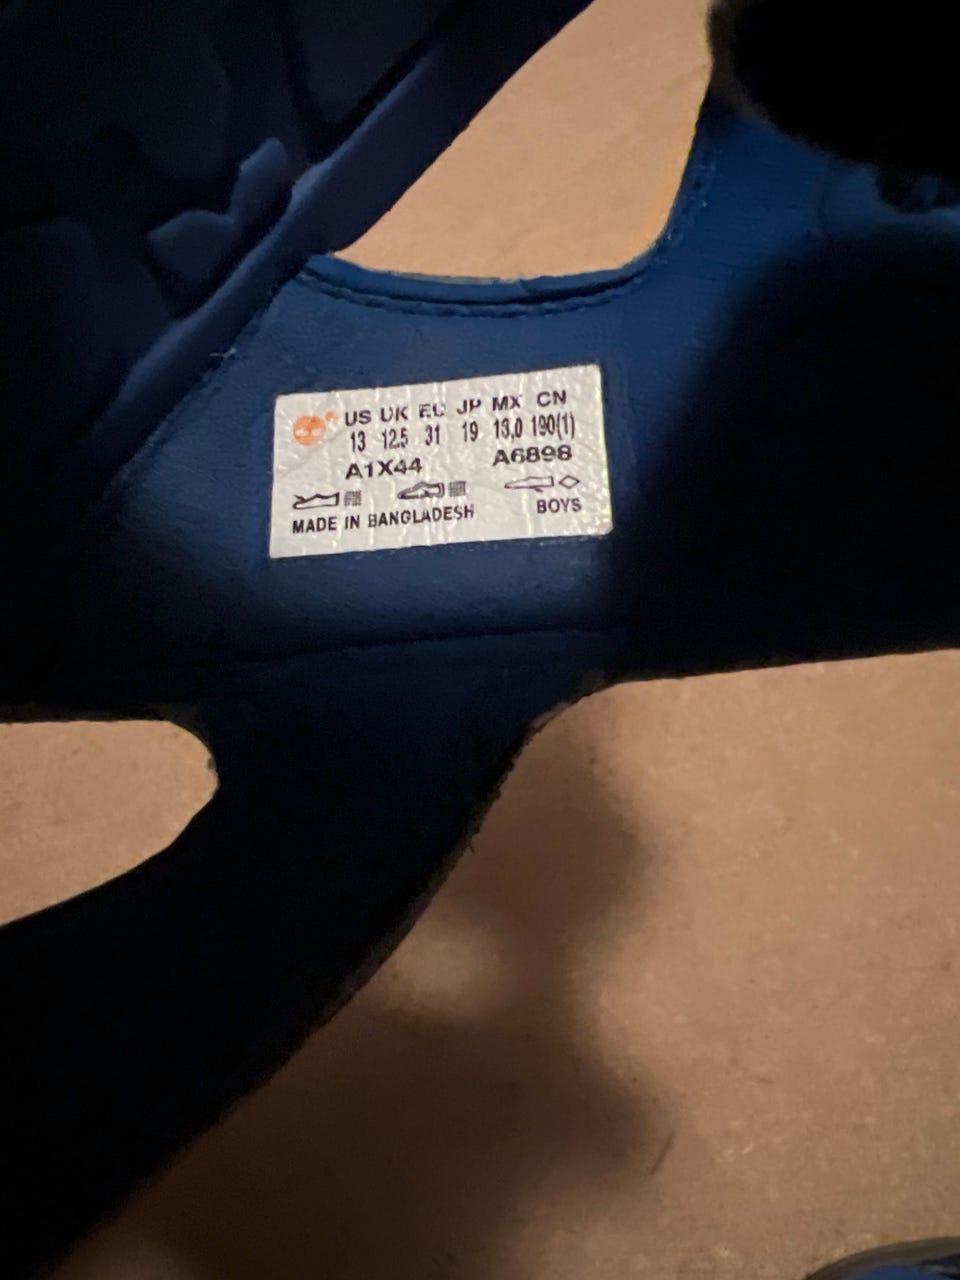 US UK EU JP MX CN
13 12.5 31 19 13.0 190(1)
A1X44 A6898
MADE IN BANGLADESH BOYS